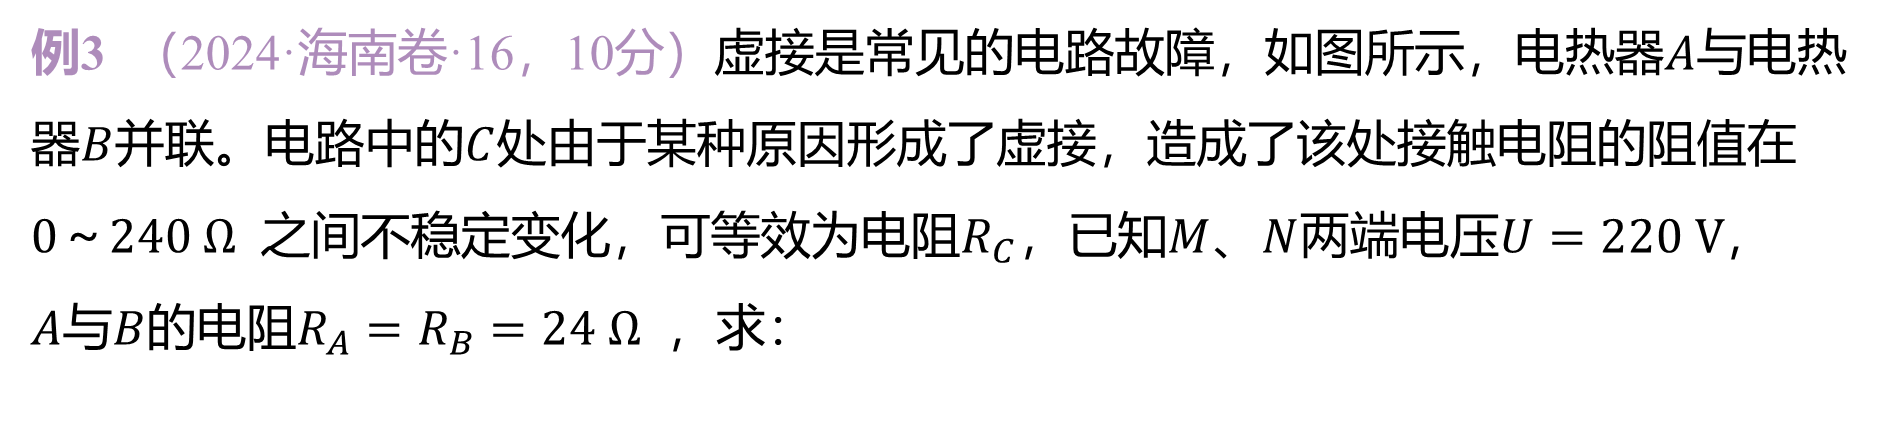 例3 （2024·海南卷·16，10分）虚接是常见的电路故障，如图所示，电热器A与电热
器B并联。电路中的C处由于某种原因形成了虚接，造成了该处接触电阻的阻值在
0～240 Ω 之间不稳定变化，可等效为电阻R_C，已知M、N两端电压U = 220 V，
A与B的电阻R_A = R_B = 24 Ω ，求：